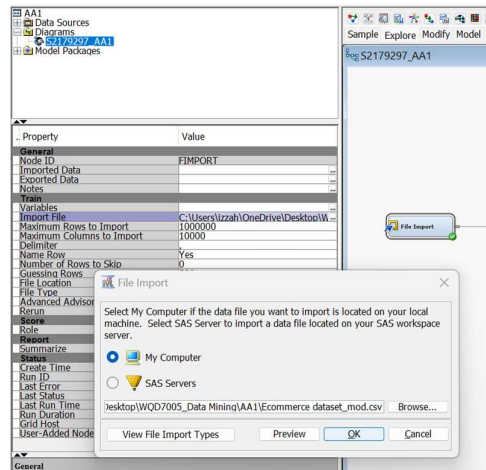 AA1
Data Sources
Diagrams
S2179297_AA1
Model Packages
Sample Explore Modify Model
S2179297_AA1
. Property Value
General
Node ID FIMPORT
Imported Data ...
Exported Data ...
Notes ...
Train
Variables ...
Import File C:\Users\izzah\OneDrive\Desktop\W ...
Maximum Rows to Import 1000000
Maximum Columns to Import 10000
Delimiter ,
Name Row Yes
Number of Rows to Skip 0
Guessing Rows
File Location
File Type
Advanced Advisor
Rerun
Score
Role
Report
Summarize
Status
Create Time
Run ID
Last Error
Last Status
Last Run Time
Run Duration
Grid Host
User-Added Node
General
File Import
File Import
Select My Computer if the data file you want to import is located on your local
machine. Select SAS Server to import a data file located on your SAS workspace
server.
My Computer
SAS Servers
Desktop\WQD7005_Data Mining\AA1\Ecommerce dataset_mod.csv Browse...
View File Import Types Preview OK Cancel